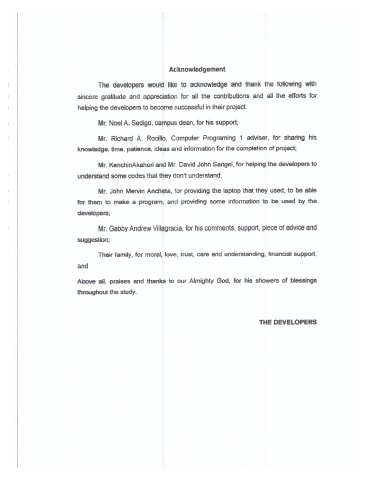 Acknowledgement
The developers would like to acknowledge and thank the following with
sincere gratitude and appreciation for all the contributions and all the efforts for
helping the developers to become successful in their project.
Mr. Noel A. Sedigo, campus dean, for his support;
Mr. Richard A. Rocillo, Computer Programing 1 adviser, for sharing his
knowledge, time, patience, ideas and information for the completion of project;
Mr. KenchinAkahori and Mr. David John Sangel, for helping the developers to
understand some codes that they don't understand;
Mr. John Mervin Ancheta, for providing the laptop that they used, to be able
for them to make a program, and providing some information to be used by the
developers;
Mr. Gabby Andrew Villagracia, for his comments, support, piece of advice and
suggestion;
Their family, for moral, love, trust, care and understanding, financial support;
and
Above all, praises and thanks to our Almighty God, for his showers of blessings
throughout the study.
THE DEVELOPERS